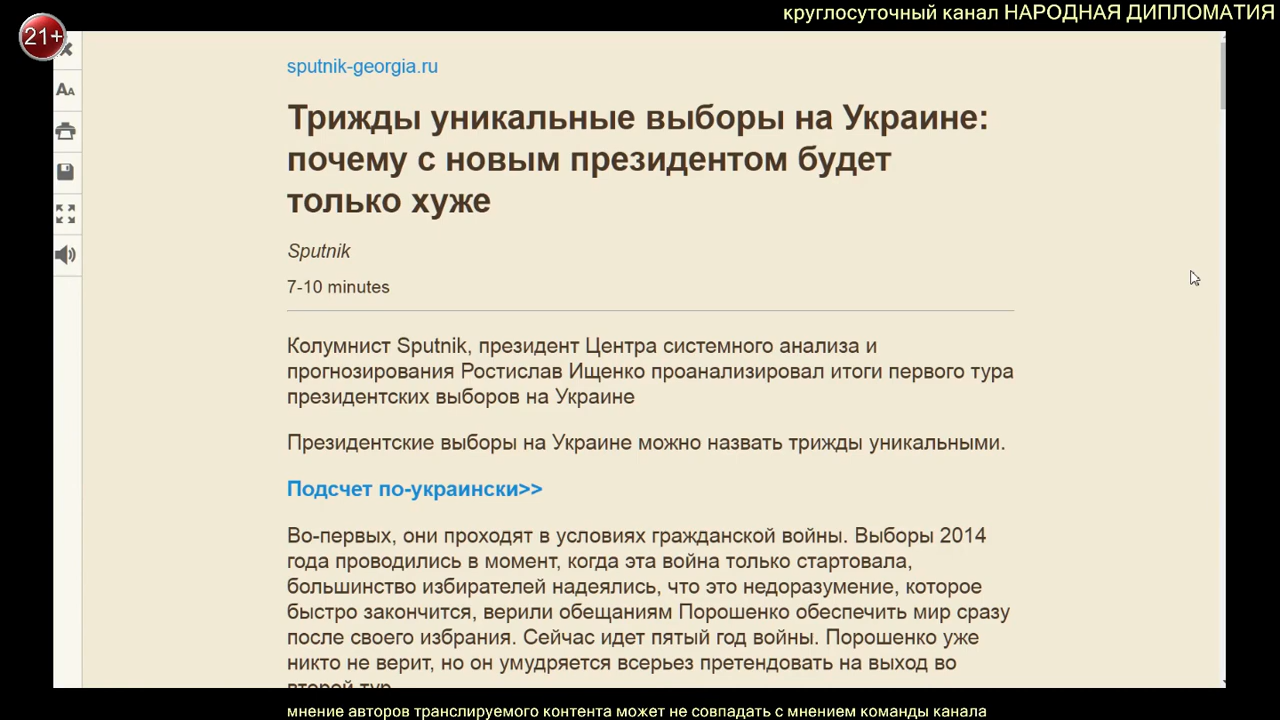 круглосуточный канал НАРОДНАЯ ДИПЛОМАТИЯ
21+
AA
sputnik-georgia.ru
Трижды уникальные выборы на Украине:
почему с новым президентом будет
только хуже
Sputnik
7-10 minutes
Колумнист Sputnik, президент Центра системного анализа и
прогнозирования Ростислав Ищенко проанализировал итоги первого тура
президентских выборов на Украине
Президентские выборы на Украине можно назвать трижды уникальными.
Подсчет по-украински>>
Во-первых, они проходят в условиях гражданской войны. Выборы 2014
года проводились в момент, когда эта война только стартовала,
большинство избирателей надеялись, что это недоразумение, которое
быстро закончится, верили обещаниям Порошенко обеспечить мир сразу
после своего избрания. Сейчас идет пятый год войны. Порошенко уже
никто не верит, но он умудряется всерьез претендовать на выход во
второй тур
мнение авторов транслируемого контента может не совпадать с мнением команды канала